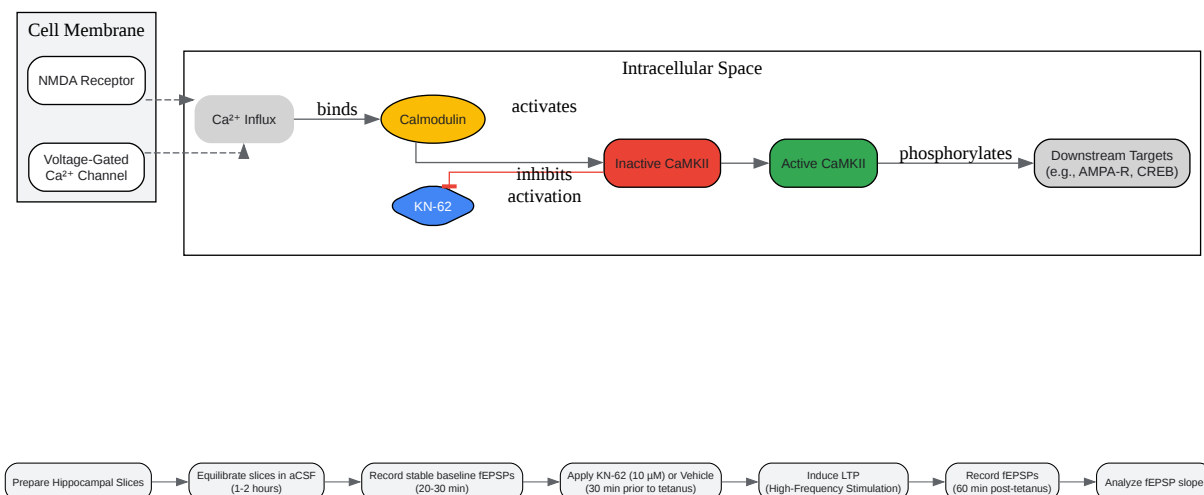 Cell Membrane
NMDA Receptor
Voltage-Gated
Ca²⁺ Channel
Intracellular Space
Ca²⁺ Influx
binds
Calmodulin
activates
KN-62
inhibits
activation
Inactive CaMKII
Active CaMKII
phosphorylates
Downstream Targets
(e.g., AMPA-R, CREB)
Prepare Hippocampal Slices
Equilibrate slices in aCSF
(1-2 hours)
Record stable baseline fEPSPs
(20-30 min)
Apply KN-62 (10 µM) or Vehicle
(30 min prior to tetanus)
Induce LTP
(High-Frequency Stimulation)
Record fEPSPs
(60 min post-tetanus)
Analyze fEPSP slope